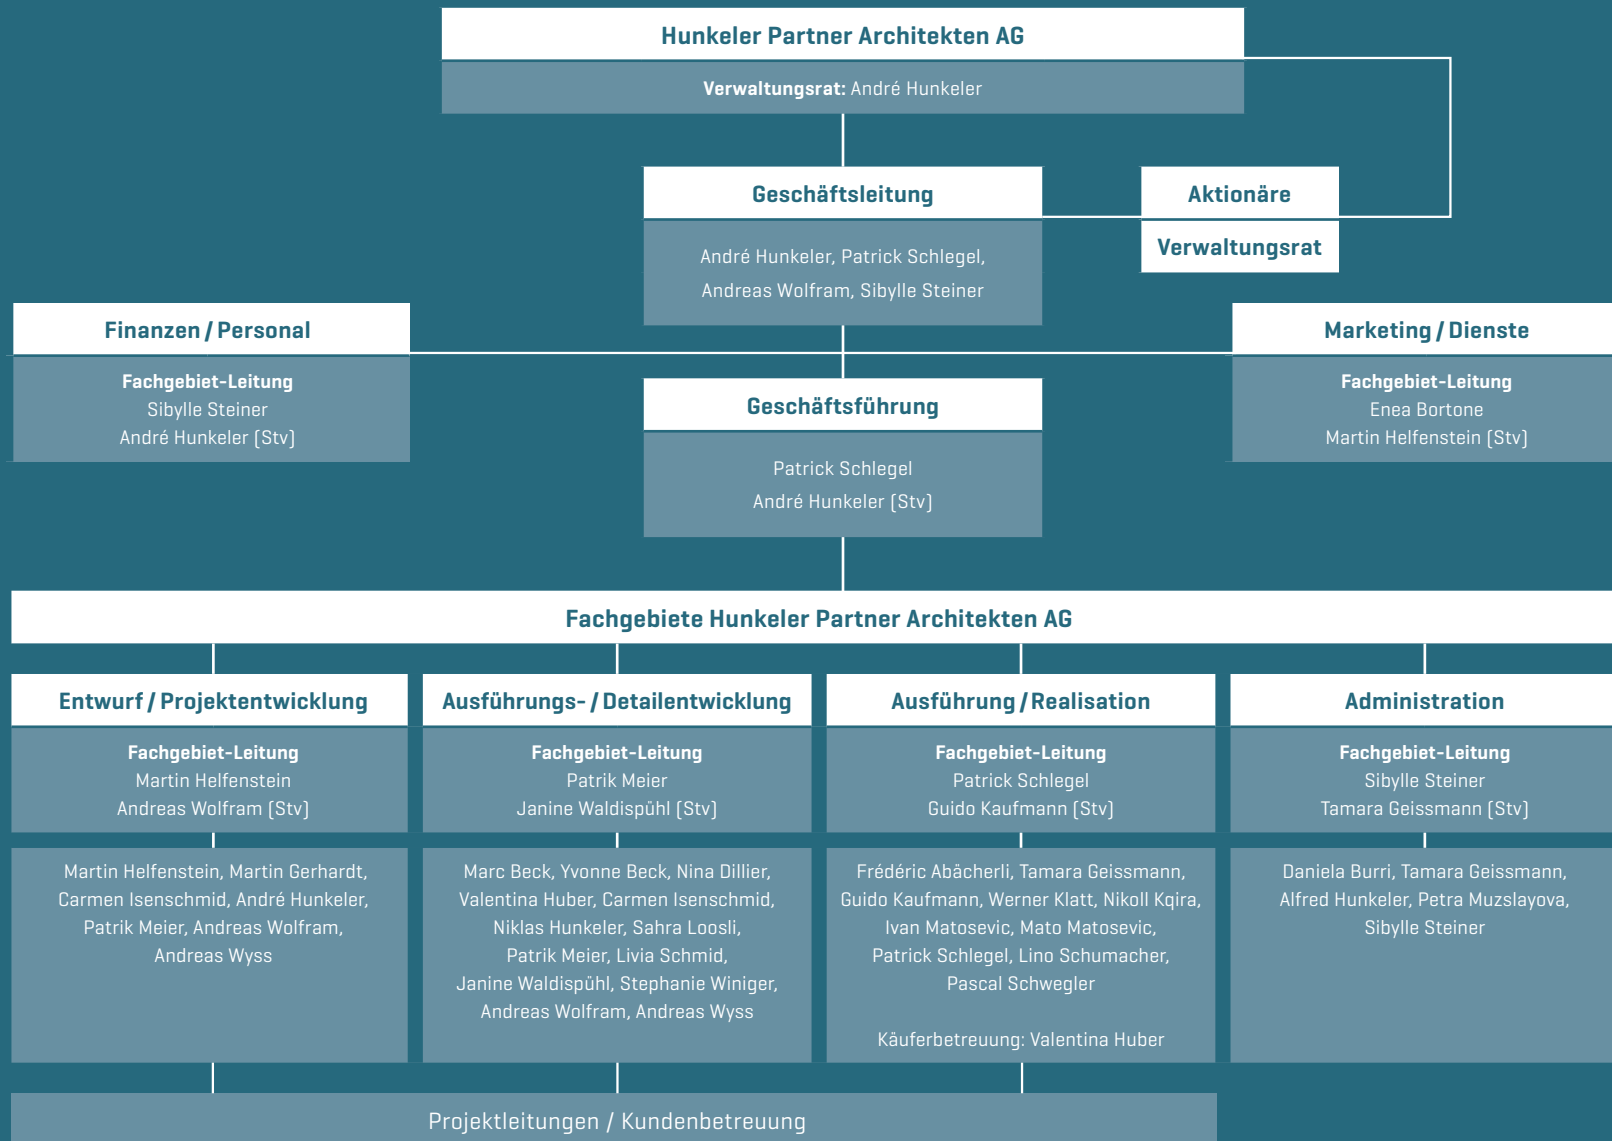 Hunkeler Partner Architekten AG
Verwaltungsrat: André Hunkeler
Geschäftsleitung
André Hunkeler, Patrick Schlegel,
Andreas Wolfram, Sibylle Steiner
Aktionäre
Verwaltungsrat
Finanzen / Personal
Fachgebiet-Leitung
Sibylle Steiner
André Hunkeler (Stv)
Marketing / Dienste
Fachgebiet-Leitung
Enea Bortone
Martin Helfenstein (Stv)
Geschäftsführung
Patrick Schlegel
André Hunkeler (Stv)
Fachgebiete Hunkeler Partner Architekten AG
Entwurf / Projektentwicklung
Fachgebiet-Leitung
Martin Helfenstein
Andreas Wolfram (Stv)
Martin Helfenstein, Martin Gerhardt,
Carmen Isenschmid, André Hunkeler,
Patrik Meier, Andreas Wolfram,
Andreas Wyss
Ausführungs- / Detailentwicklung
Fachgebiet-Leitung
Patrik Meier
Janine Waldispühl (Stv)
Marc Beck, Yvonne Beck, Nina Dillier,
Valentina Huber, Carmen Isenschmid,
Niklas Hunkeler, Sahra Loosli,
Patrik Meier, Livia Schmid,
Janine Waldispühl, Stephanie Winiger,
Andreas Wolfram, Andreas Wyss
Ausführung / Realisation
Fachgebiet-Leitung
Patrick Schlegel
Guido Kaufmann (Stv)
Frédéric Abächerli, Tamara Geissmann,
Guido Kaufmann, Werner Klatt, Nikoll Kqira,
Ivan Matosevic, Mato Matosevic,
Patrick Schlegel, Lino Schumacher,
Pascal Schwegler
Käuferbetreuung: Valentina Huber
Administration
Fachgebiet-Leitung
Sibylle Steiner
Tamara Geissmann (Stv)
Daniela Burri, Tamara Geissmann,
Alfred Hunkeler, Petra Muzslayova,
Sibylle Steiner
Projektleitungen / Kundenbetreuung